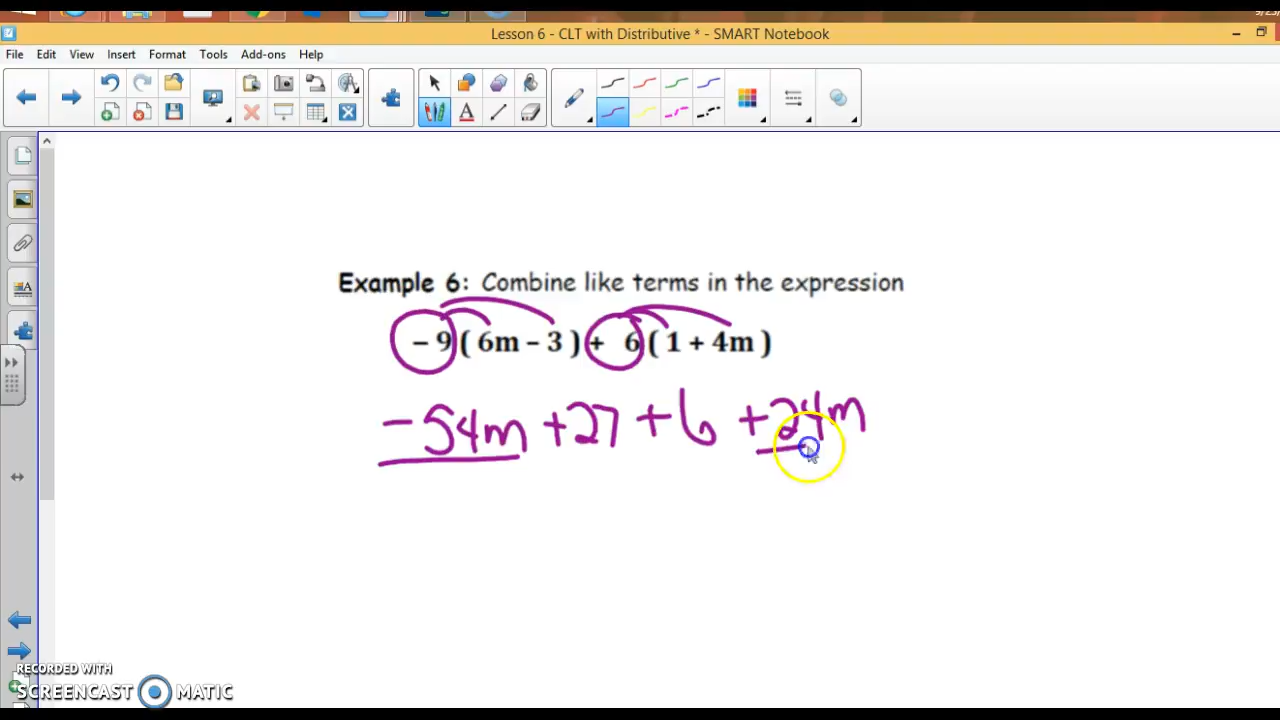 Lesson 6 - CLT with Distributive * - SMART Notebook
File Edit View Insert Format Tools Add-ons Help
Example 6: Combine like terms in the expression
– 9 ( 6m – 3 ) + 6 ( 1 + 4m )
- 54m + 27 + 6 + 24m
RECORDED WITH
SCREENCAST MATIC